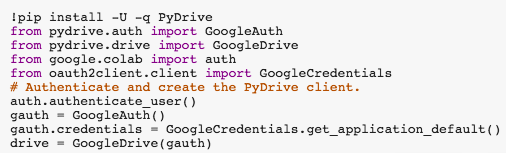 !pip install -U -q PyDrive
from pydrive.auth import GoogleAuth
from pydrive.drive import GoogleDrive
from google.colab import auth
from oauth2client.client import GoogleCredentials
# Authenticate and create the PyDrive client.
auth.authenticate_user()
gauth = GoogleAuth()
gauth.credentials = GoogleCredentials.get_application_default()
drive = GoogleDrive(gauth)